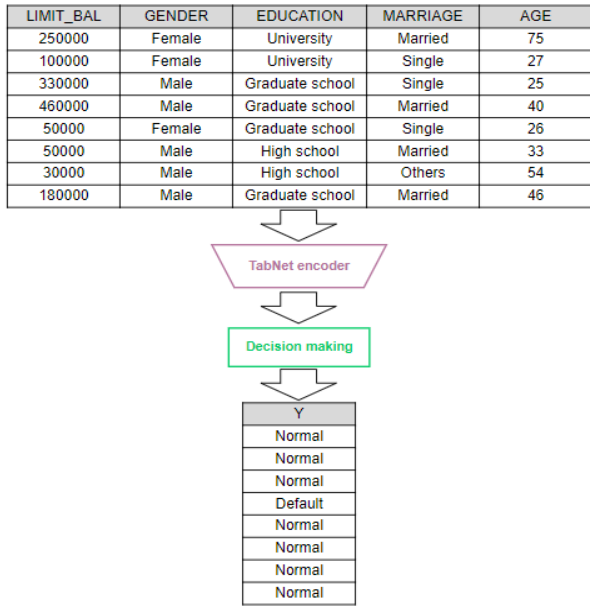 LIMIT_BAL GENDER EDUCATION MARRIAGE AGE
250000 Female University Married 75
100000 Female University Single 27
330000 Male Graduate school Single 25
460000 Male Graduate school Married 40
50000 Female Graduate school Single 26
50000 Male High school Married 33
30000 Male High school Others 54
180000 Male Graduate school Married 46
TabNet encoder
Decision making
Y
Normal
Normal
Normal
Default
Normal
Normal
Normal
Normal